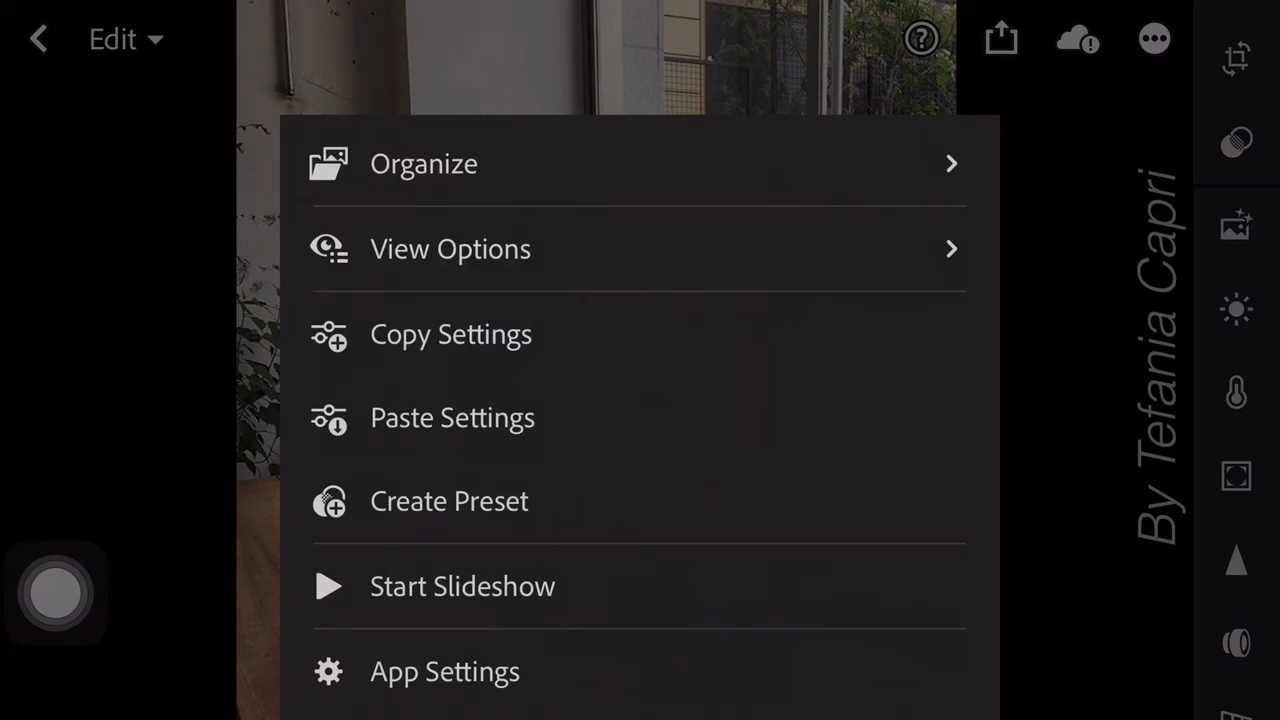 Edit
Organize
View Options
Copy Settings
Paste Settings
Create Preset
Start Slideshow
App Settings
By Tefania Capri